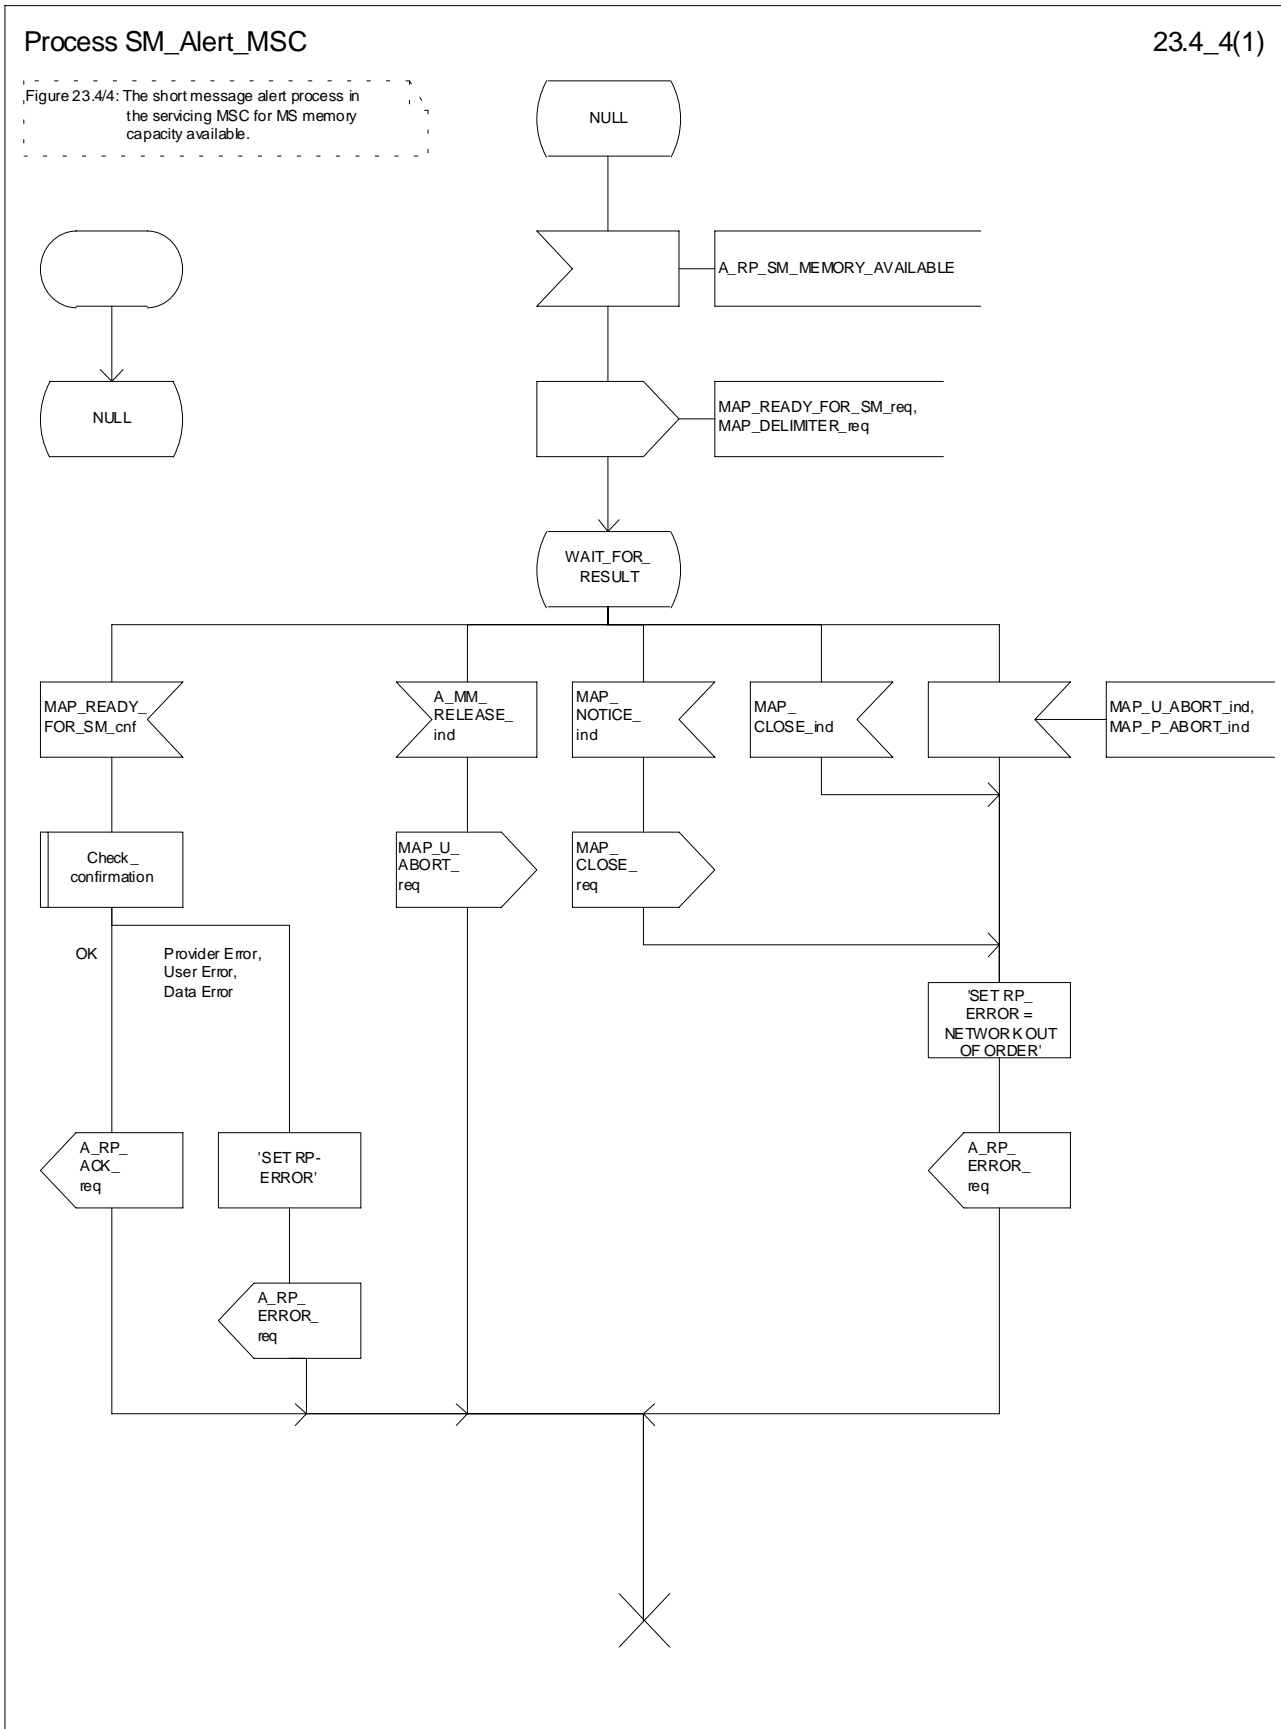 Process SM_Alert_MSC
23.4_4(1)
Figure 23.4/4: The short message alert process in
the servicing MSC for MS memory
capacity available.
NULL
A_RP_SM_MEMORY_AVAILABLE
NULL
MAP_READY_FOR_SM_req,
MAP_DELIMITER_req
WAIT_FOR_
RESULT
MAP_READY_
FOR_SM_cnf
A_MM_
RELEASE_
ind
MAP_
NOTICE_
ind
MAP_
CLOSE_ind
MAP_U_ABORT_ind,
MAP_P_ABORT_ind
Check_
confirmation
MAP_U_
ABORT_
req
MAP_
CLOSE_
req
OK
Provider Error,
User Error,
Data Error
'SET RP_
ERROR =
NETWORK OUT
OF ORDER'
A_RP_
ACK_
req
'SET RP-
ERROR'
A_RP_
ERROR_
req
A_RP_
ERROR_
req